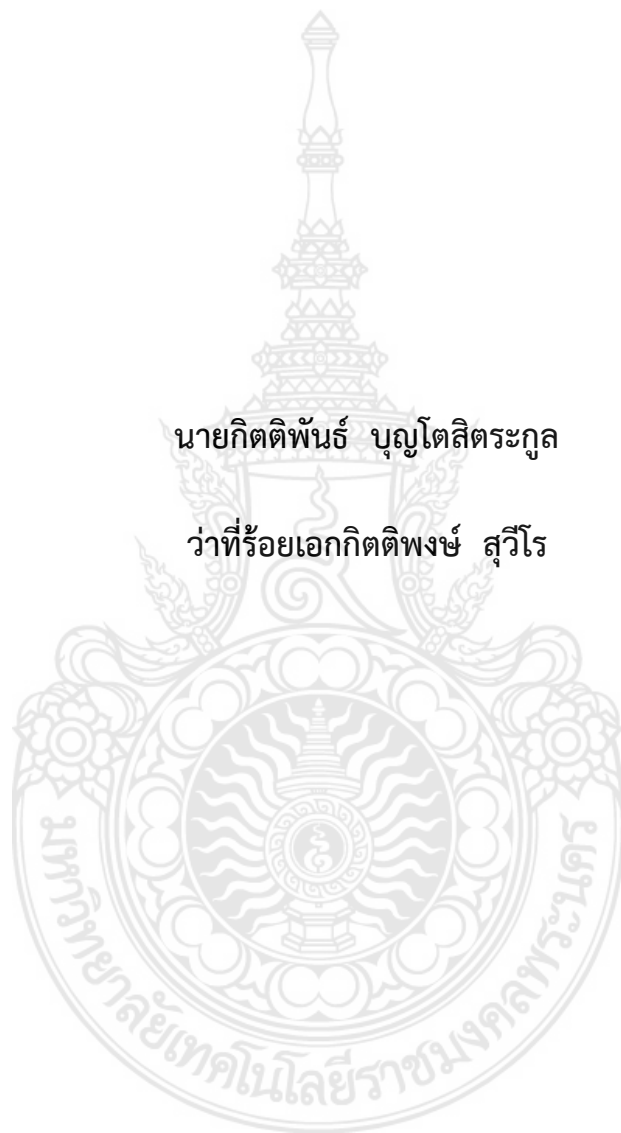 นายกิตติพันธ์ บุญโตสิตระกูล
ว่าที่ร้อยเอกกิตติพงษ์ สุวีโร
มหาวิทยาลัยเทคโนโลยีราชมงคลพระนคร